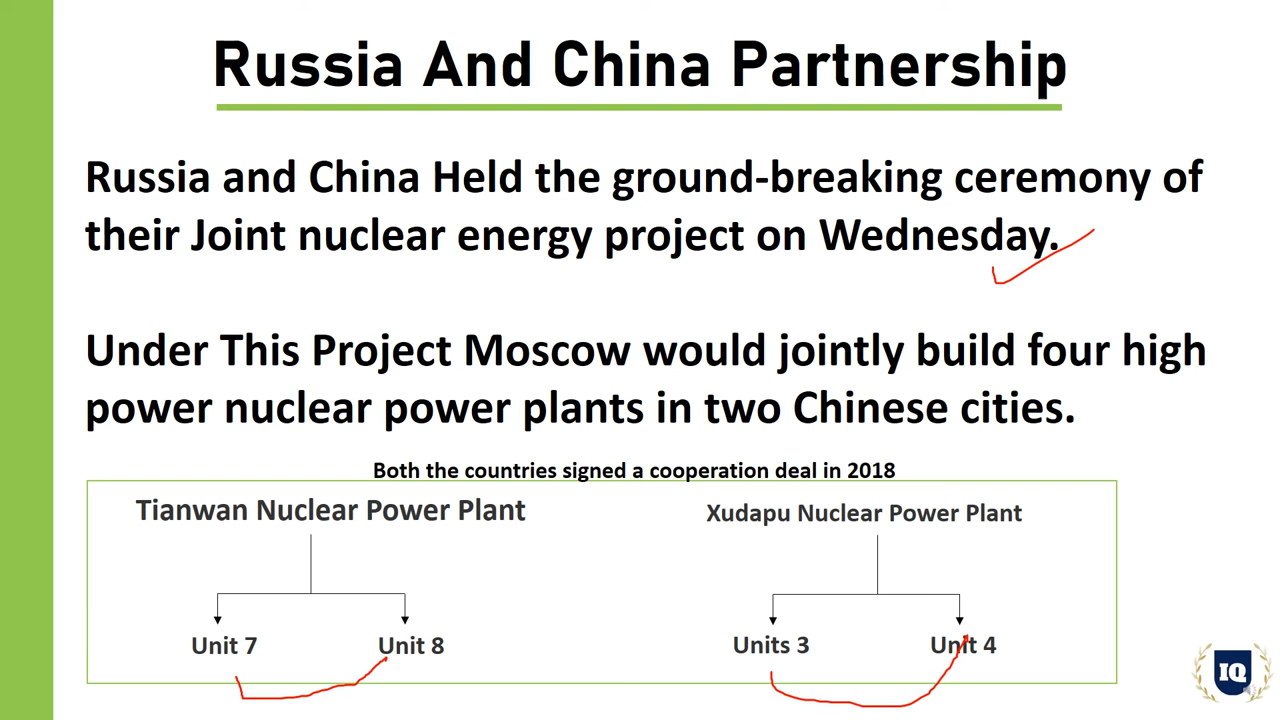 Russia And China Partnership
Russia and China Held the ground-breaking ceremony of
their Joint nuclear energy project on Wednesday.
Under This Project Moscow would jointly build four high
power nuclear power plants in two Chinese cities.
Both the countries signed a cooperation deal in 2018
Tianwan Nuclear Power Plant
Xudapu Nuclear Power Plant
Unit 7
Unit 8
Units 3
Unit 4
IQ